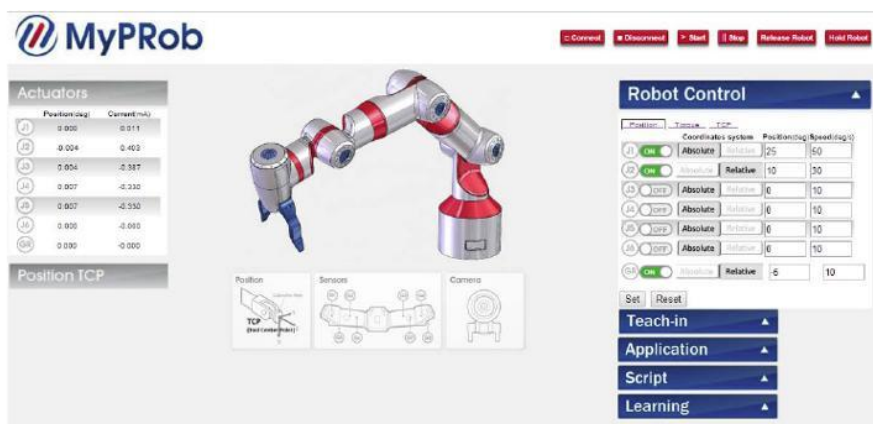 MyPRob
Connect Disconnect Start Stop Release Robot Hold Robot
Actuators
Position(deg) Current(mA)
J1 0.000 0.011
J2 -0.004 0.403
J3 0.004 -0.387
J4 0.007 -0.330
J5 0.007 -0.330
J6 0.000 -0.060
GR 0.000 -0.000
Position TCP
Position
TCP
(Tool Center Point)
Sensors
Camera
Robot Control
Position Torque TCP
Coordinates system Position(deg) Speed(deg/s)
J1 ON Absolute Relative 25 50
J2 ON Absolute Relative 10 30
J3 OFF Absolute Relative 0 10
J4 OFF Absolute Relative 0 10
J5 OFF Absolute Relative 0 10
J6 OFF Absolute Relative 0 10
GR ON Absolute Relative -5 10
Set Reset
Teach-in
Application
Script
Learning